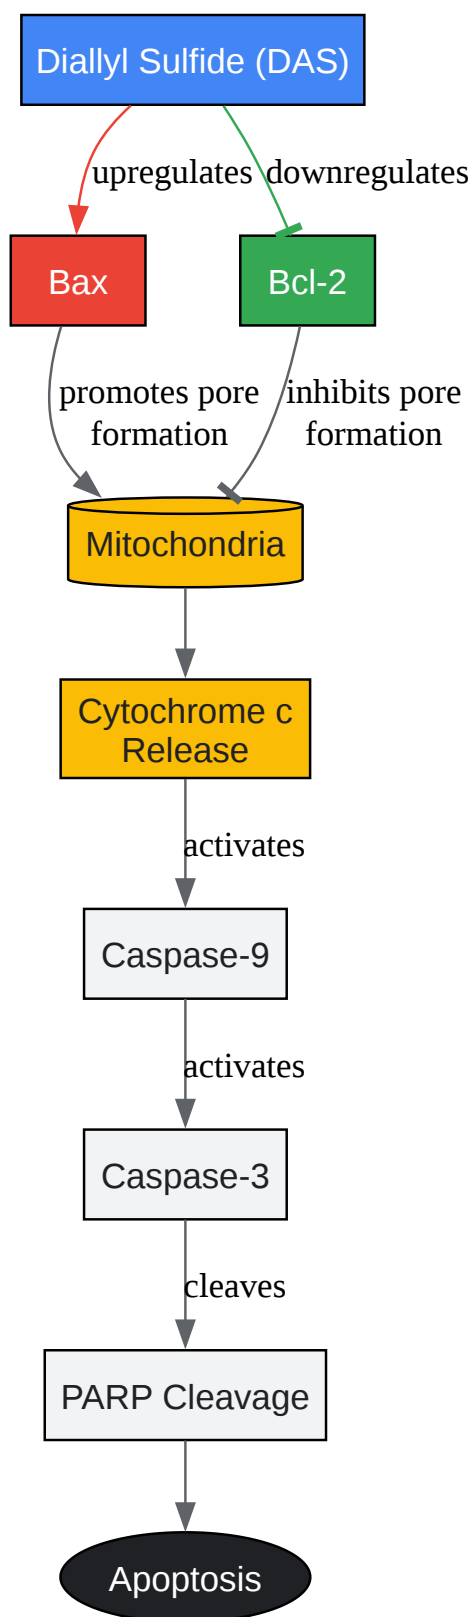 Diallyl Sulfide (DAS)
upregulates
downregulates
Bax
Bcl-2
promotes pore
formation
inhibits pore
formation
Mitochondria
Cytochrome c
Release
activates
Caspase-9
activates
Caspase-3
cleaves
PARP Cleavage
Apoptosis